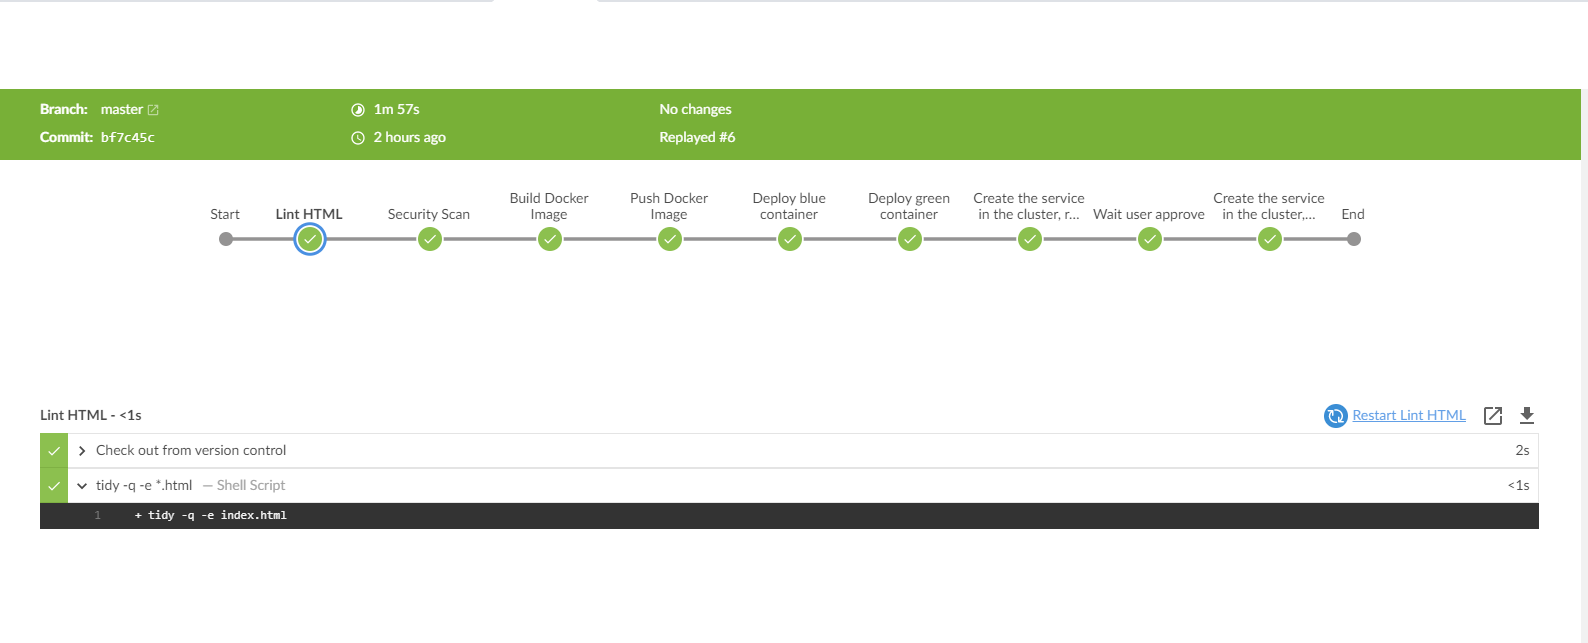 Branch: master 1m 57s No changes
Commit: bf7c45c 2 hours ago Replayed #6
Start
Lint HTML
Security Scan
Build Docker
Image
Push Docker
Image
Deploy blue
container
Deploy green
container
Create the service
in the cluster, r...
Wait user approve
Create the service
in the cluster,...
End
Lint HTML - <1s
Restart Lint HTML
Check out from version control 2s
tidy -q -e *.html — Shell Script <1s
1 + tidy -q -e index.html